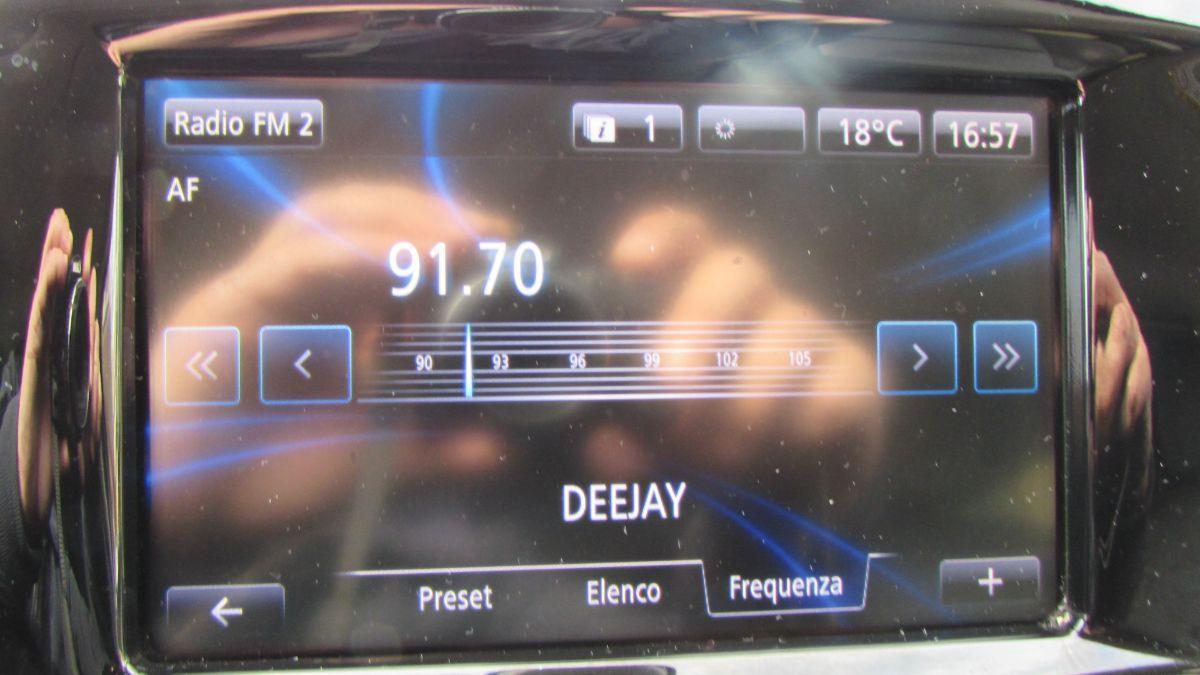 Radio FM 2
i 1
18°C
16:57
AF
91.70
90 93 96 99 102 105
DEEJAY
Preset Elenco Frequenza